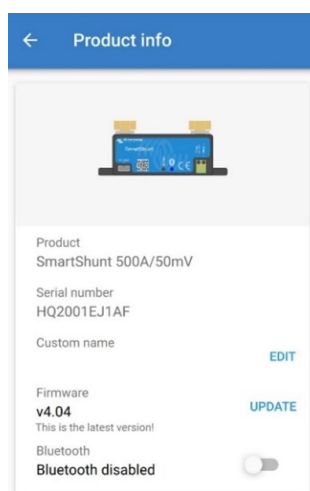 Product info
SmartShunt
Product
SmartShunt 500A/50mV
Serial number
HQ2001EJ1AF
Custom name
EDIT
Firmware
v4.04
UPDATE
This is the latest version!
Bluetooth
Bluetooth disabled